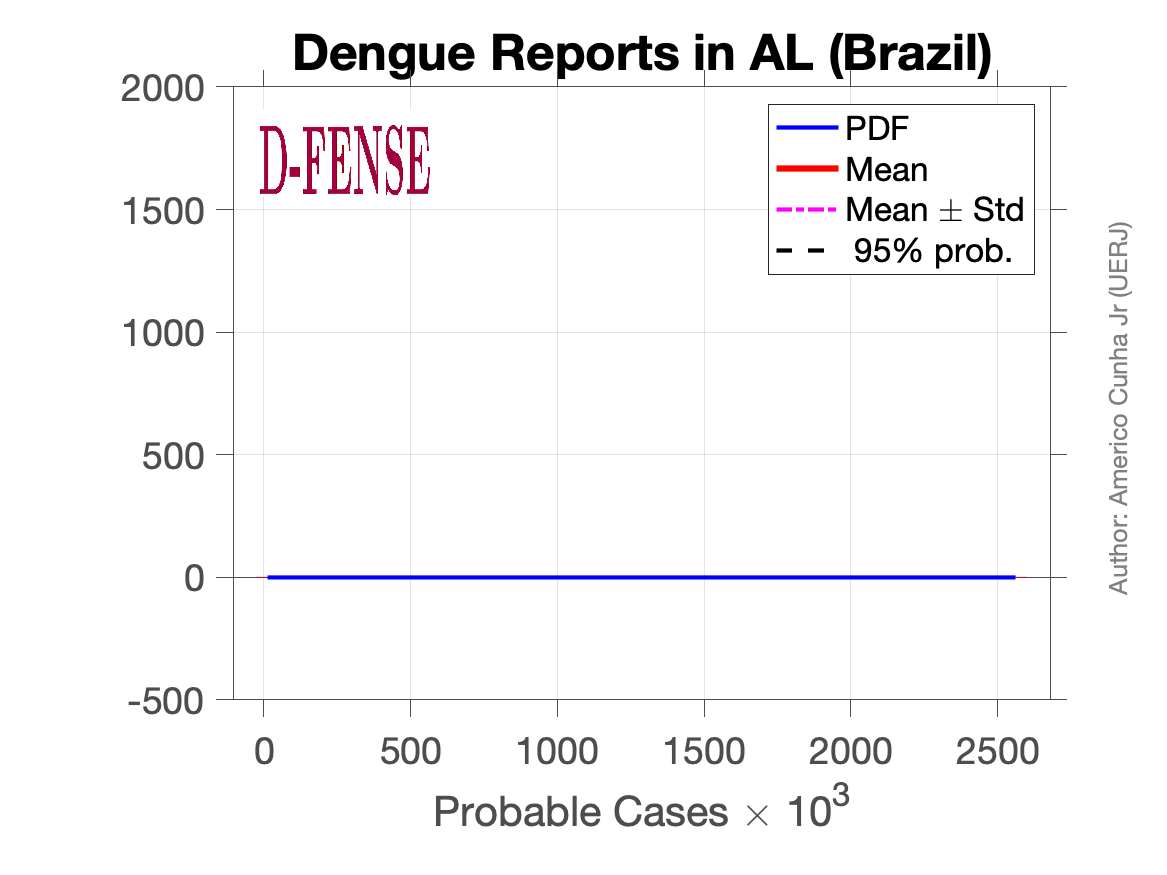 Dengue Reports in AL (Brazil)
2000
1500
1000
500
0
-500
D-FENSE
PDF
Mean
Mean ± Std
95% prob.
0 500 1000 1500 2000 2500
Probable Cases × 10³
Author: Americo Cunha Jr (UERJ)